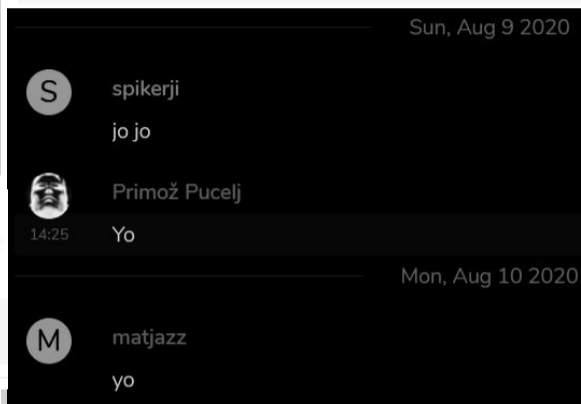 Sun, Aug 9 2020
S
spikerji
jo jo
Primož Pucelj
14:25 Yo
Mon, Aug 10 2020
M
matjazz
yo